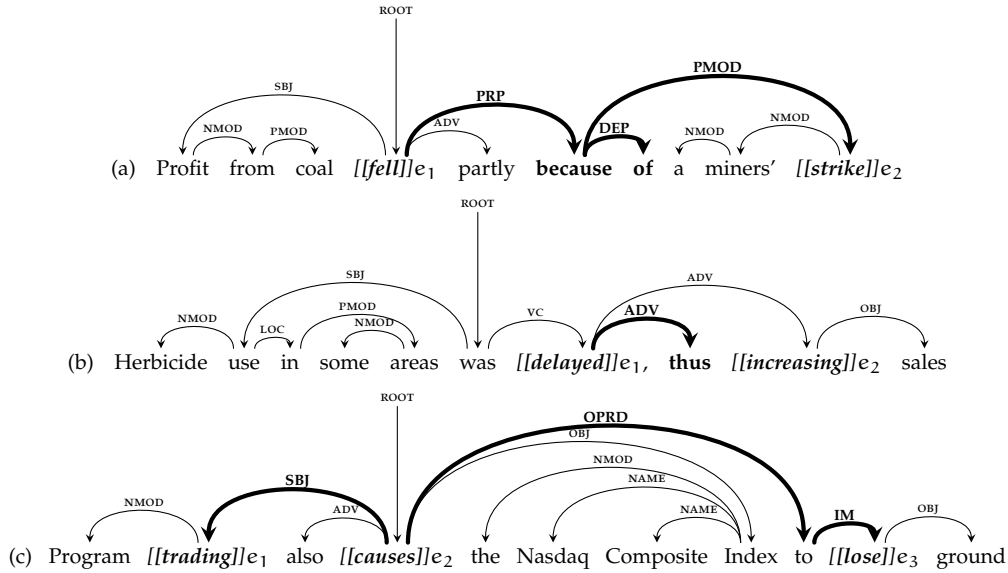 ROOT
PMOD
SBJ PRP
NMOD PMOD ADV DEP NMOD NMOD
(a) Profit from coal [[fell]]e1 partly because of a miners' [[strike]]e2
ROOT
SBJ ADV
NMOD LOC PMOD NMOD VC ADV OBJ
(b) Herbicide use in some areas was [[delayed]]e1, thus [[increasing]]e2 sales
ROOT OPRD
OBJ
SBJ NMOD
NMOD ADV NAME NAME IM OBJ
(c) Program [[trading]]e1 also [[causes]]e2 the Nasdaq Composite Index to [[lose]]e3 ground